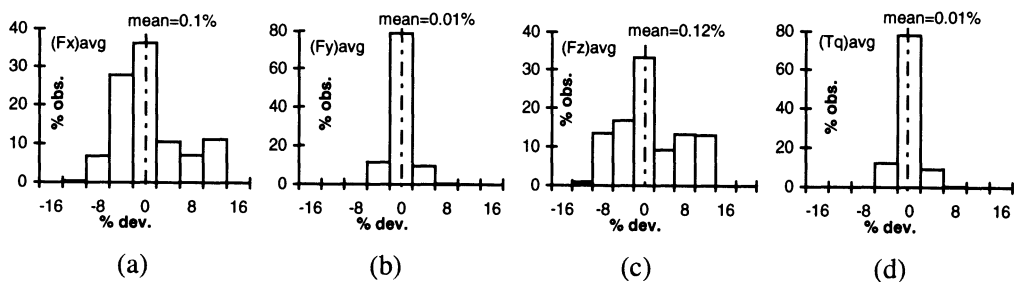 mean=0.1%
(Fx)avg
% obs.
40
30
20
10
0
-16 -8 0 8 16
% dev.
(a)
mean=0.01%
(Fy)avg
% obs.
80
60
40
20
0
-16 -8 0 8 16
% dev.
(b)
mean=0.12%
(Fz)avg
% obs.
40
30
20
10
0
-16 -8 0 8 16
% dev.
(c)
mean=0.01%
(Tq)avg
% obs.
80
60
40
20
0
-16 -8 0 8 16
% dev.
(d)